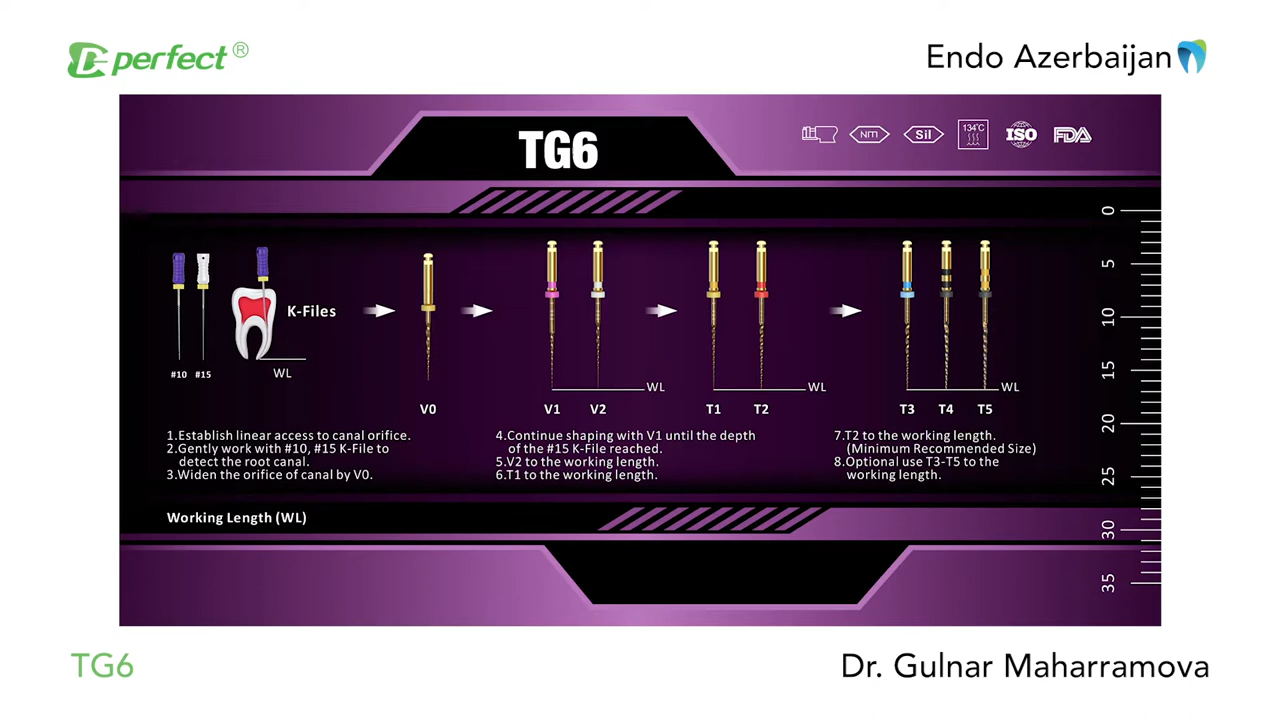 perfect®
Endo Azerbaijan
TG6
NiTi
Sil
134°C
ISO
FDA
#10 #15
WL
K-Files
V0
V1 V2
WL
T1 T2
WL
T3 T4 T5
WL
1.Establish linear access to canal orifice.
2.Gently work with #10, #15 K-File to
detect the root canal.
3.Widen the orifice of canal by V0.
4.Continue shaping with V1 until the depth
of the #15 K-File reached.
5.V2 to the working length.
6.T1 to the working length.
7.T2 to the working length.
(Minimum Recommended Size)
8.Optional use T3-T5 to the
working length.
Working Length (WL)
0
5
10
15
20
25
30
35
TG6
Dr. Gulnar Maharramova